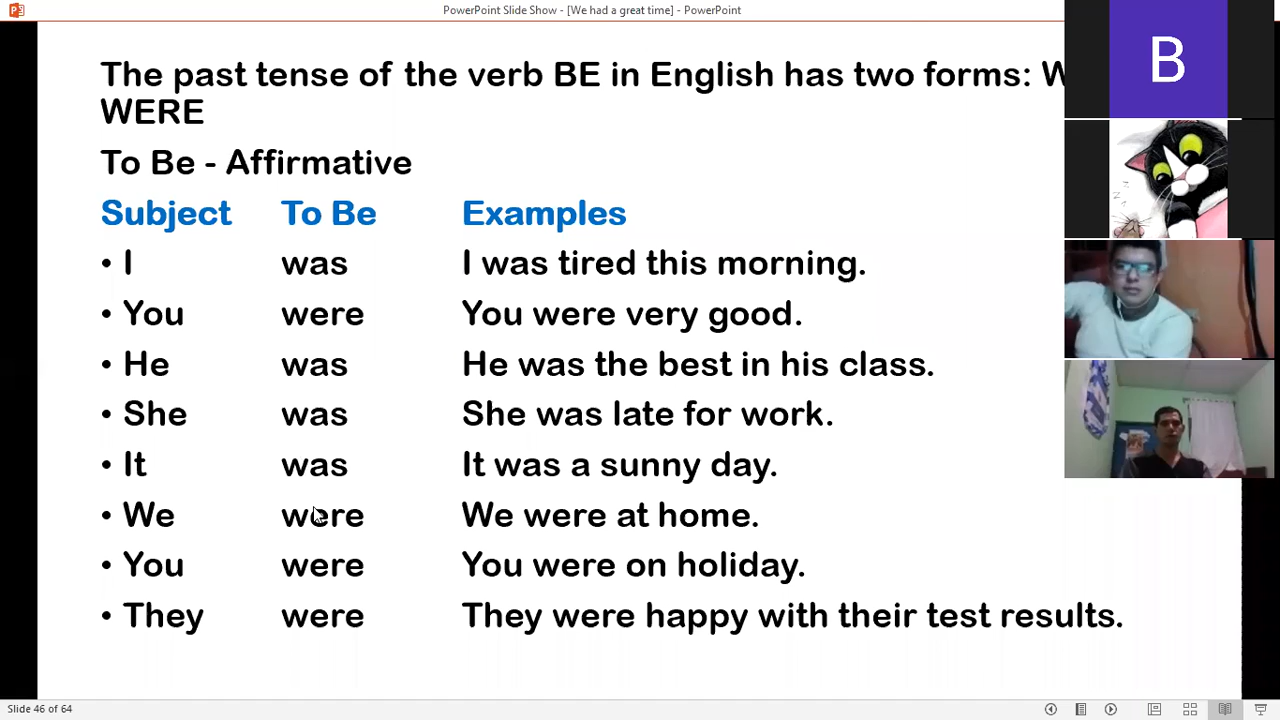 PowerPoint Slide Show - [We had a great time] - PowerPoint
The past tense of the verb BE in English has two forms:
WERE
To Be - Affirmative
Subject To Be Examples
• I was I was tired this morning.
• You were You were very good.
• He was He was the best in his class.
• She was She was late for work.
• It was It was a sunny day.
• We were We were at home.
• You were You were on holiday.
• They were They were happy with their test results.
B
Slide 46 of 64